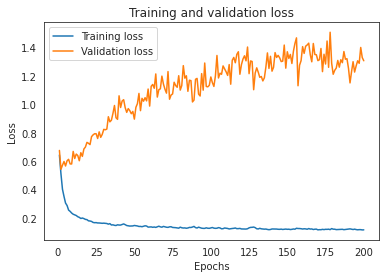 Training and validation loss
Training loss
Validation loss
1.4
1.2
1.0
0.8
0.6
0.4
0.2
Loss
0 25 50 75 100 125 150 175 200
Epochs